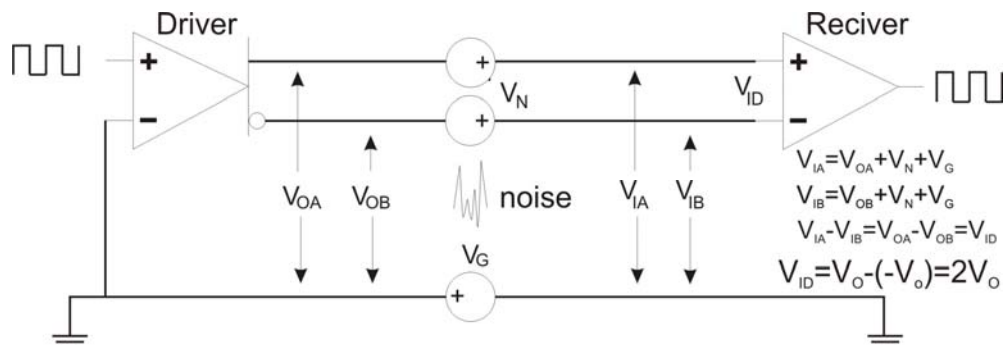 Driver
Reciver
+
+
+
−
+
−
V_N
V_ID
V_OA
V_OB
noise
V_IA
V_IB
V_G
+
V_IA=V_OA+V_N+V_G
V_IB=V_OB+V_N+V_G
V_IA-V_IB=V_OA-V_OB=V_ID
V_ID=V_O-(-V_o)=2V_O